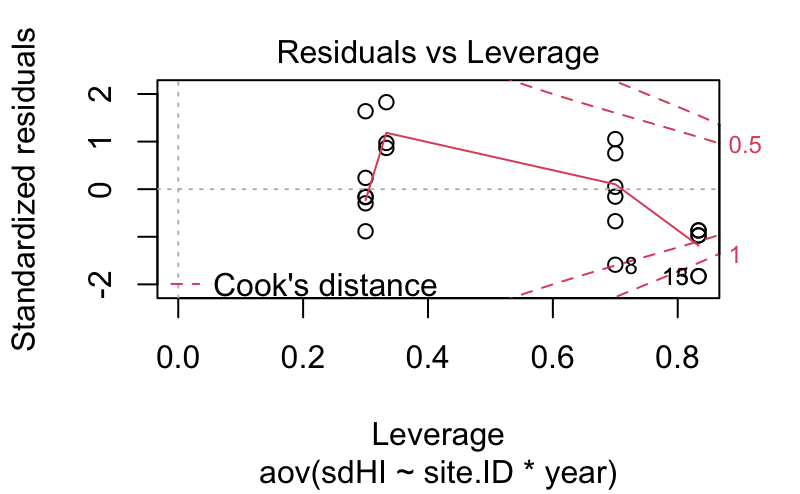 Residuals vs Leverage
Standardized residuals
2
1
0
-2
0.5
1
8
Cook's distance
0.0
0.2
0.4
0.6
0.8
Leverage
aov(sdHI ~ site.ID * year)